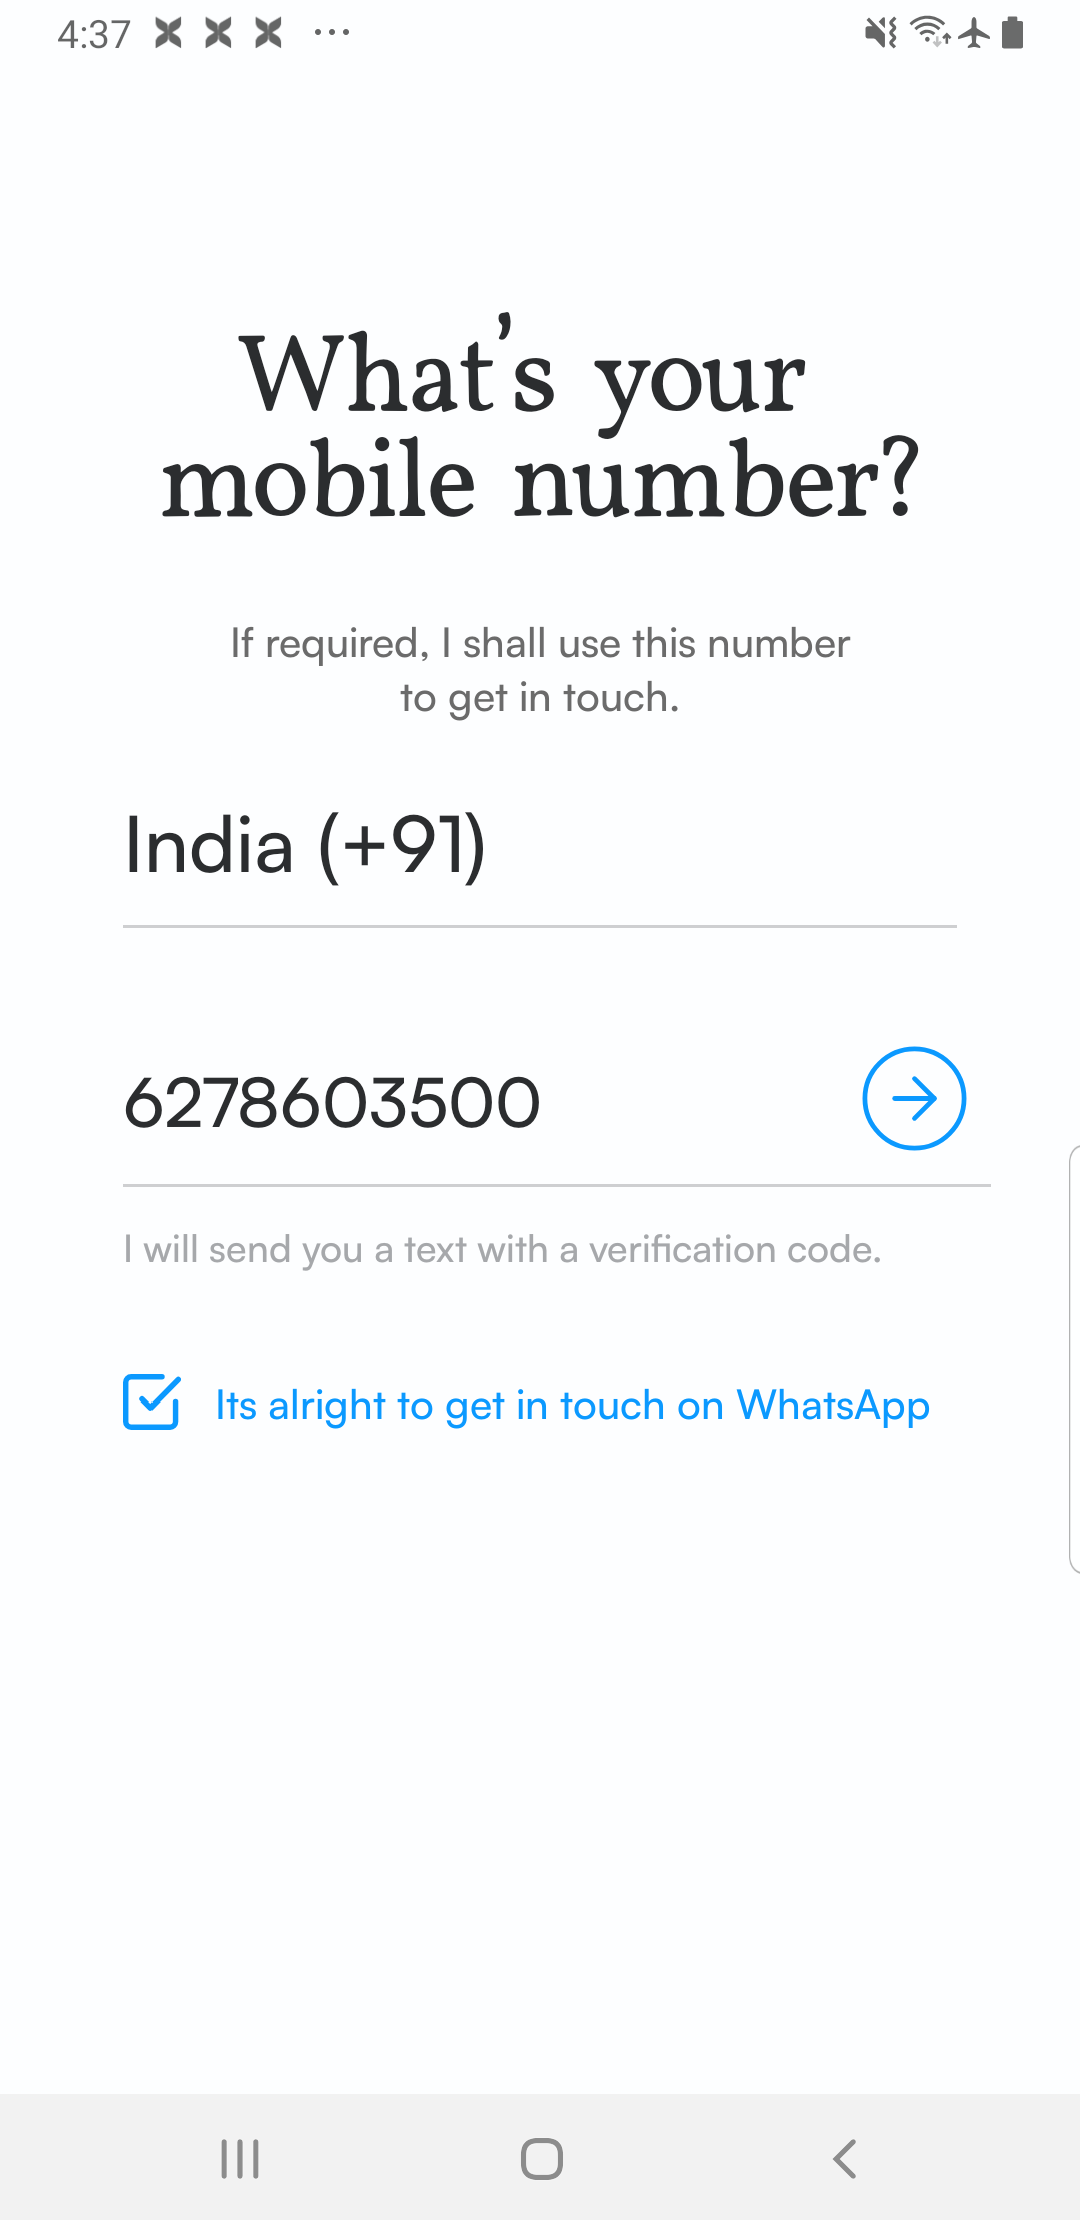 4:37
What's your
mobile number?
If required, I shall use this number
to get in touch.
India (+91)
6278603500
I will send you a text with a verification code.
Its alright to get in touch on WhatsApp